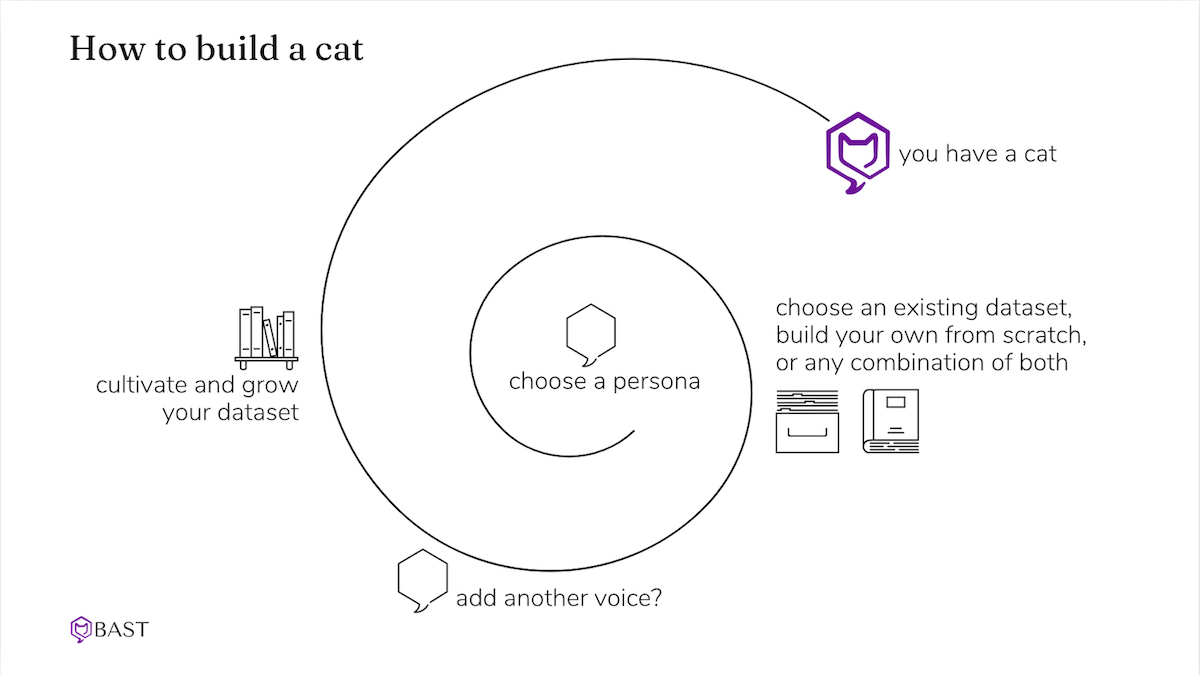 How to build a cat
you have a cat
choose an existing dataset,
build your own from scratch,
or any combination of both
choose a persona
cultivate and grow
your dataset
add another voice?
BAST